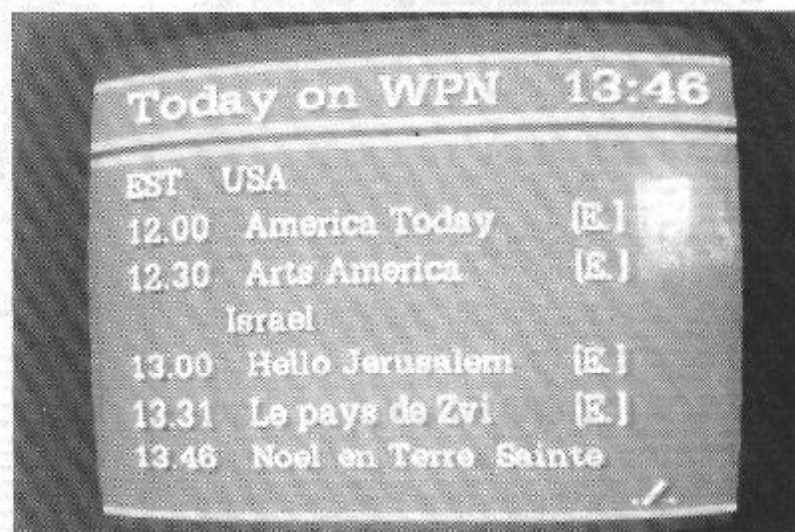 Today on WPN 13:46
EST USA
12.00 America Today [E.]
12.30 Arts America [E.]
Israel
13.00 Hello Jerusalem [E.]
13.31 Le pays de Zvi [E.]
13.46 Noel en Terre Sainte